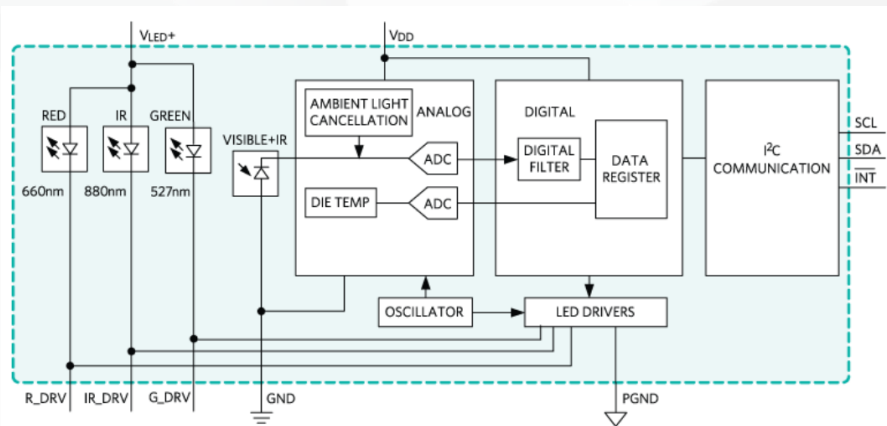 VLED+
VDD
RED
IR
GREEN
660nm
880nm
527nm
VISIBLE+IR
AMBIENT LIGHT
CANCELLATION
ANALOG
ADC
DIE TEMP
ADC
DIGITAL
DIGITAL
FILTER
DATA
REGISTER
I²C
COMMUNICATION
SCL
SDA
INT
OSCILLATOR
LED DRIVERS
R_DRV
IR_DRV
G_DRV
GND
PGND